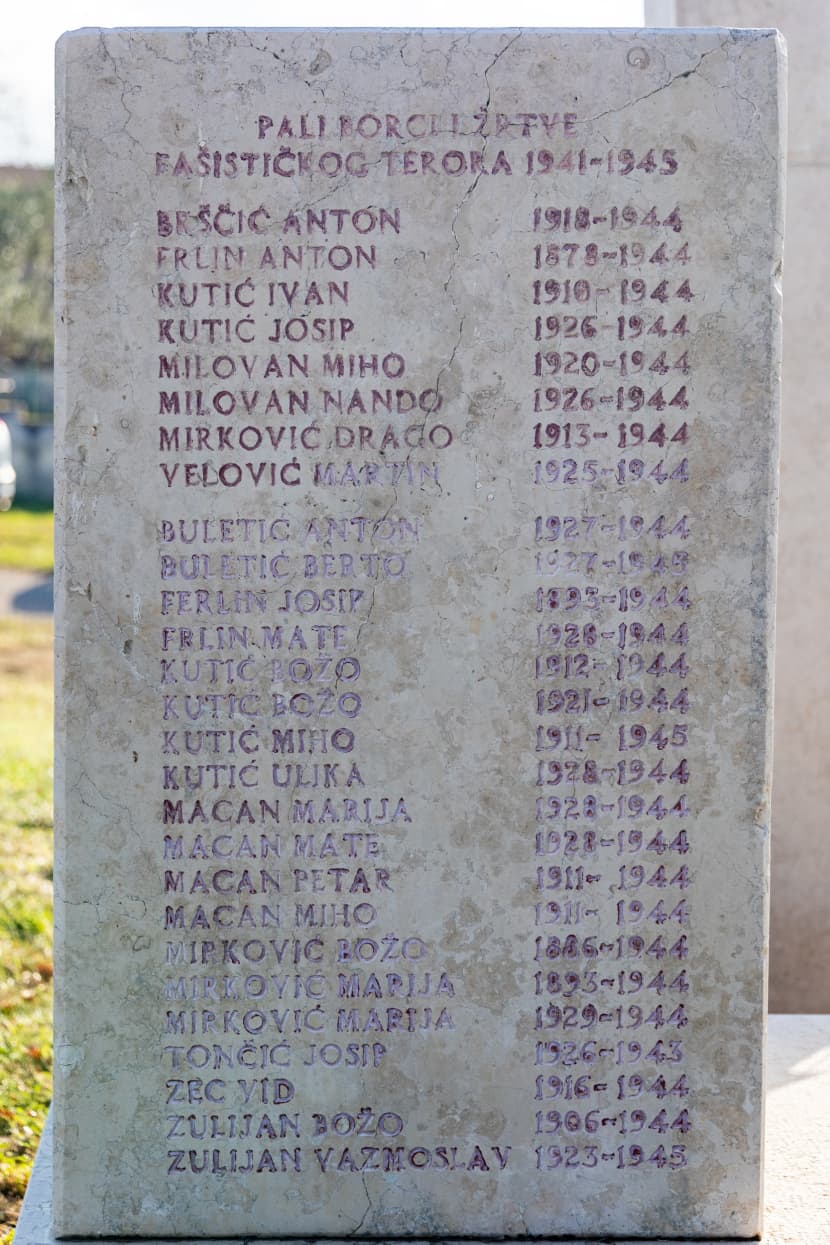 PALI BORCI I ŽRTVE
FAŠISTIČKOG TERORA 1941-1945
BRŠČIĆ ANTON 1918-1944
FRLIN ANTON 1878-1944
KUTIĆ IVAN 1910-1944
KUTIĆ JOSIP 1926-1944
MILOVAN MIHO 1920-1944
MILOVAN NANDO 1926-1944
MIRKOVIĆ DRAGO 1913-1944
VELOVIĆ MARTIN 1925-1944
BULETIĆ ANTON 1927-1944
BULETIĆ BERTO 1927-1945
FERLIN JOSIP 1893-1944
FRLIN MATE 1928-1944
KUTIĆ BOŽO 1912-1944
KUTIĆ BOŽO 1921-1944
KUTIĆ MIHO 1911-1945
KUTIĆ ULIKA 1928-1944
MACAN MARIJA 1928-1944
MACAN MATE 1928-1944
MACAN PETAR 1911-1944
MACAN MIHO 1911-1944
MIRKOVIĆ BOŽO 1886-1944
MIRKOVIĆ MARIJA 1893-1944
MIRKOVIĆ MARIJA 1929-1944
TONČIĆ JOSIP 1926-1943
ZEC VID 1916-1944
ZULIJAN BOŽO 1906-1944
ZULIJAN VAZMOSLAV 1923-1945